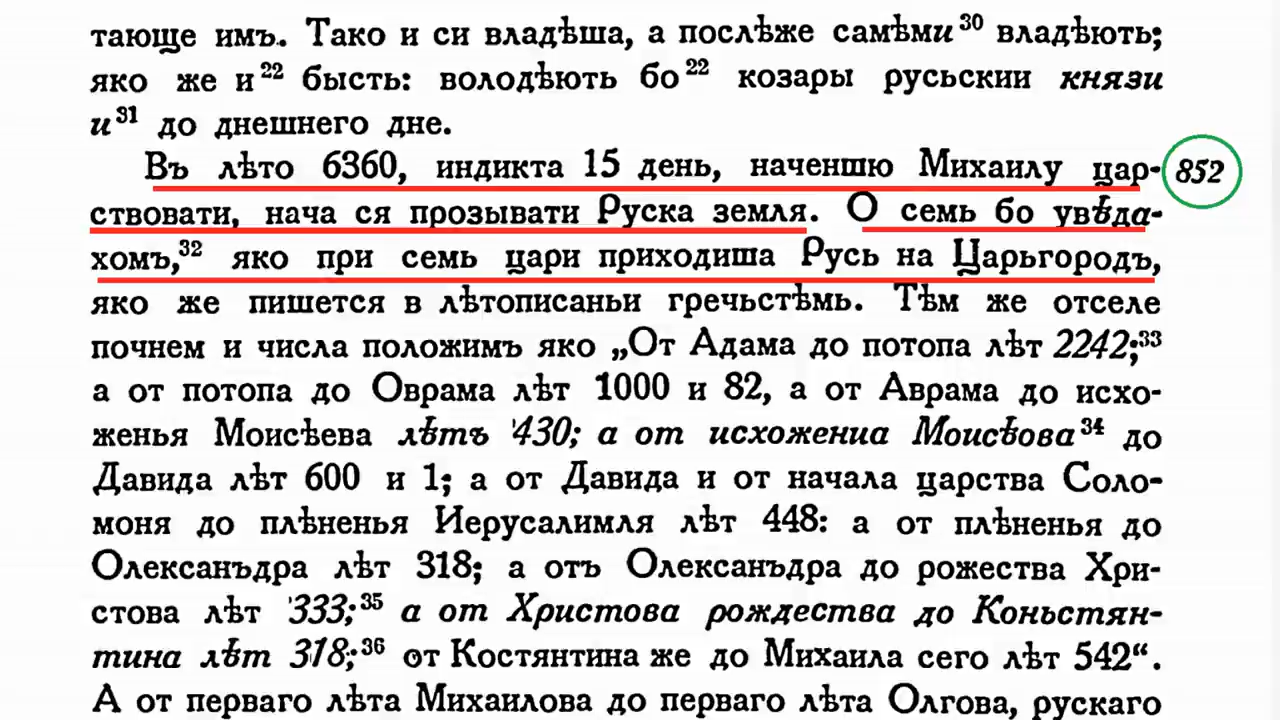 тающе имъ. Тако и си владѣша, а послѣже самѣми³⁰ владѣють;
яко же и²² бысть: володѣють бо²² козары русьскии князи
и³¹ до днешнего дне.
Въ лѣто 6360, индикта 15 день, наченшю Михаилу цар- 852
ствовати, нача ся прозывати Руска земля. О семь бо увѣда-
хомъ,³² яко при семь цари приходиша Русь на Царьгородъ,
яко же пишется в лѣтописаньи гречьстѣмь. Тѣм же отселе
почнем и числа положимъ яко „От Адама до потопа лѣт 2242;³³
а от потопа до Оврама лѣт 1000 и 82, а от Аврама до исхо-
женья Моисѣева лѣтъ 430; а от исхожениа Моисѣова³⁴ до
Давида лѣт 600 и 1; а от Давида и от начала царства Соло-
моня до плѣненья Иерусалимля лѣт 448: а от плѣненья до
Олексанъдра лѣт 318; а отъ Олексанъдра до рожества Хри-
стова лѣт 333;³⁵ а от Христова рождества до Коньстян-
тина лѣт 318;³⁶ от Костянтина же до Михаила сего лѣт 542“.
А от перваго лѣта Михаилова до перваго лѣта Олгова, рускаго